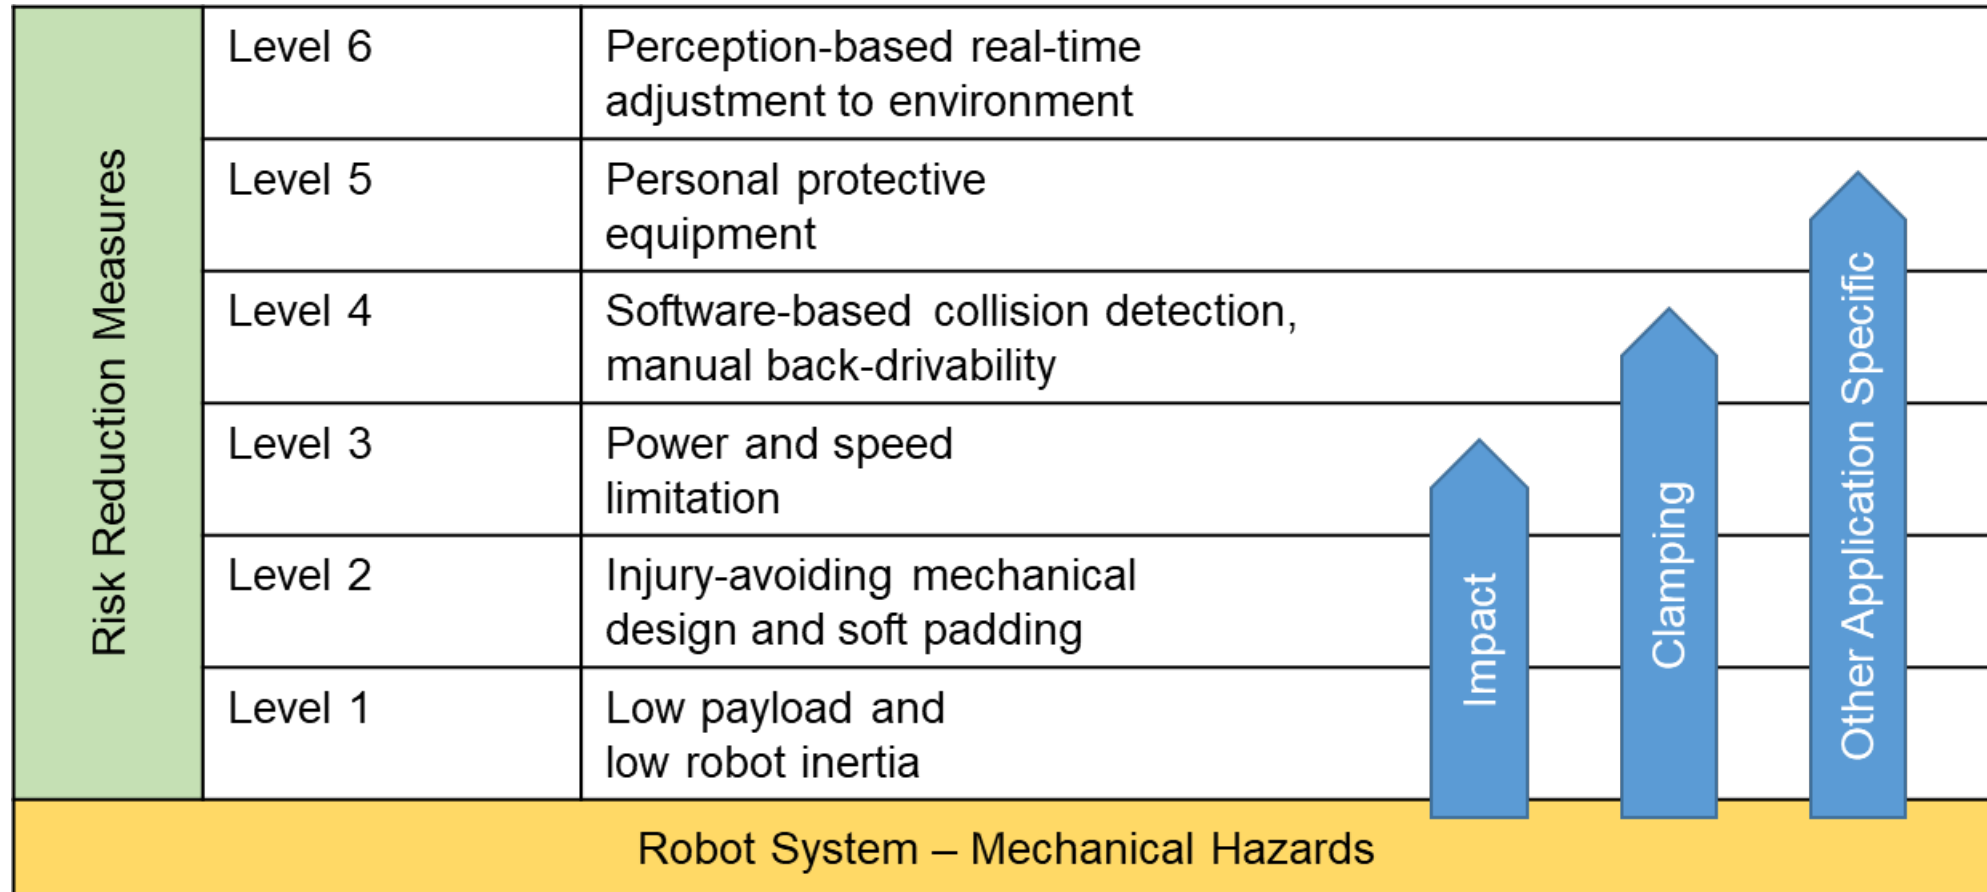 Risk Reduction Measures
Level 6
Perception-based real-time
adjustment to environment
Level 5
Personal protective
equipment
Level 4
Software-based collision detection,
manual back-drivability
Level 3
Power and speed
limitation
Level 2
Injury-avoiding mechanical
design and soft padding
Level 1
Low payload and
low robot inertia
Impact
Clamping
Other Application Specific
Robot System – Mechanical Hazards